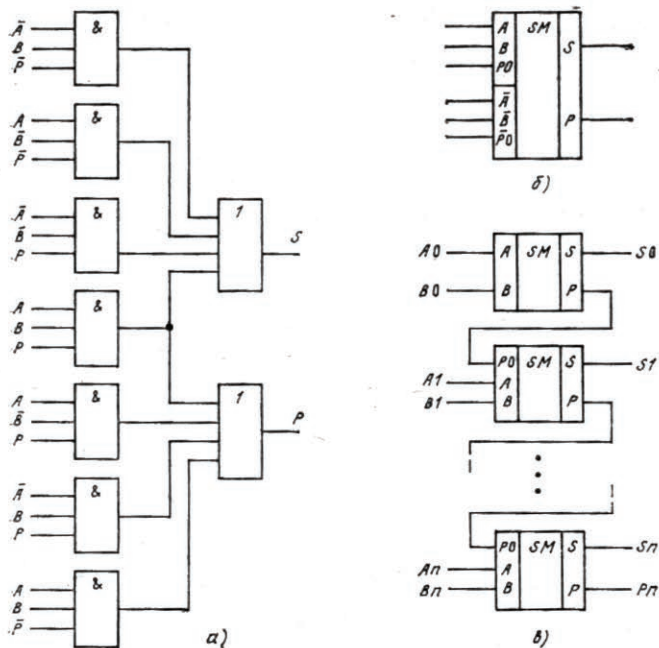 Ā &
B
P̄
A &
B̄
P̄
Ā &
B̄
P
A &
B
P
A &
B̄
P
Ā &
B
P
A &
B
P̄
1
S
1
P
а)
A SM S
B
P0
Ā
B̄ P
P̄0
б)
A0 A SM S S0
B0 B P
P0 SM S S1
A1 A
B1 B P
P0 SM S Sn
An A
Bn B P Pn
в)